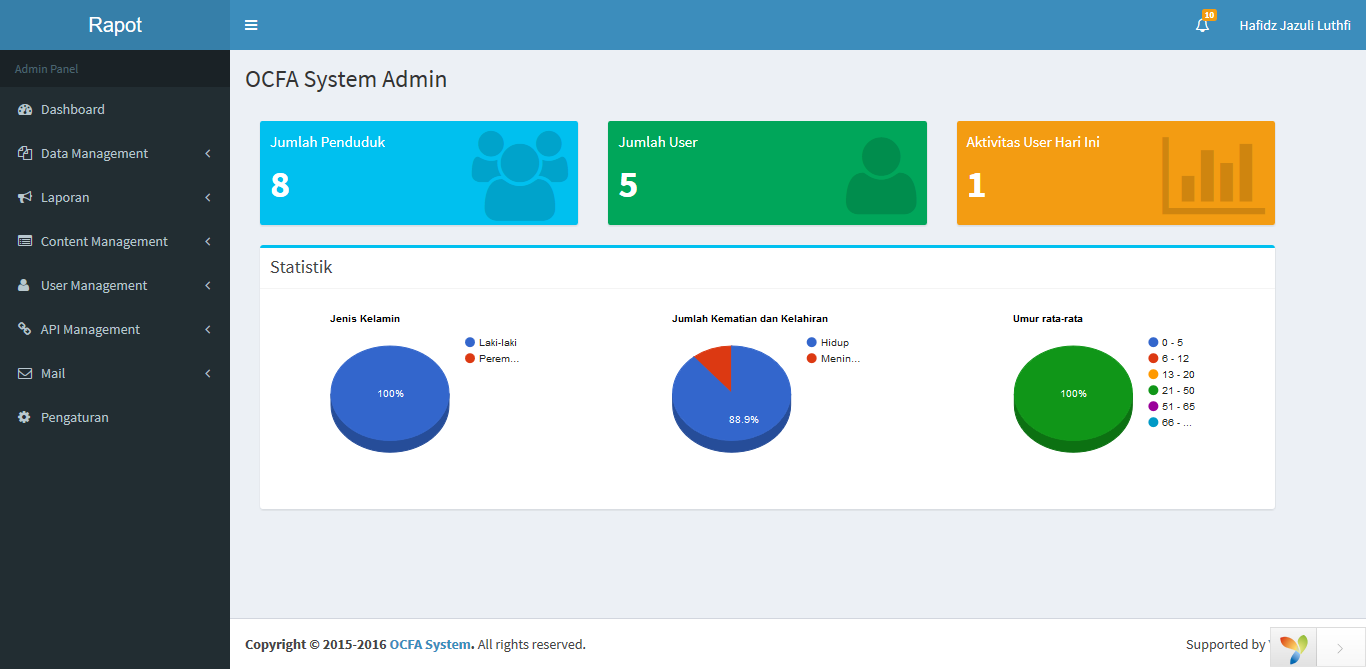 Rapot
10
Hafidz Jazuli Luthfi
Admin Panel
Dashboard
Data Management
Laporan
Content Management
User Management
API Management
Mail
Pengaturan
OCFA System Admin
Jumlah Penduduk
8
Jumlah User
5
Aktivitas User Hari Ini
1
Statistik
Jenis Kelamin
Laki-laki
Perem...
100%
Jumlah Kematian dan Kelahiran
Hidup
Menin...
88.9%
Umur rata-rata
0 - 5
6 - 12
13 - 20
21 - 50
51 - 65
66 - ...
100%
Copyright © 2015-2016 OCFA System. All rights reserved.
Supported by